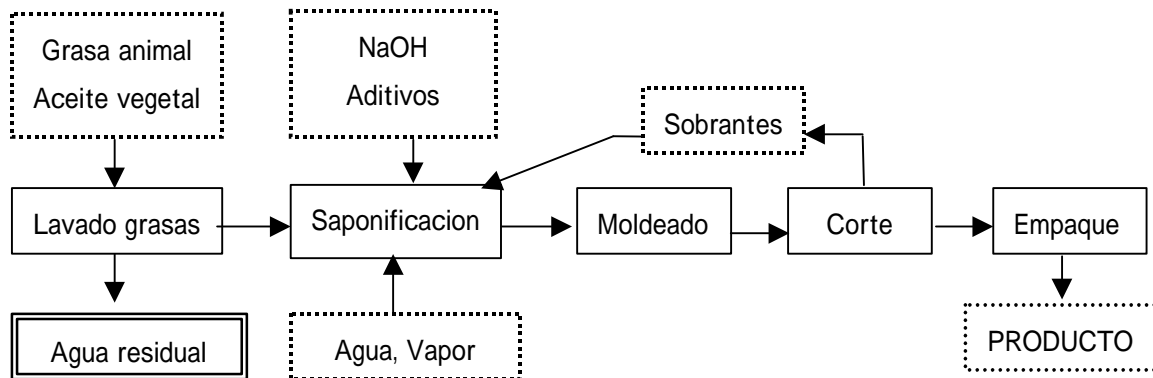 Grasa animal
Aceite vegetal
NaOH
Aditivos
Sobrantes
Lavado grasas
Saponificacion
Moldeado
Corte
Empaque
Agua residual
Agua, Vapor
PRODUCTO